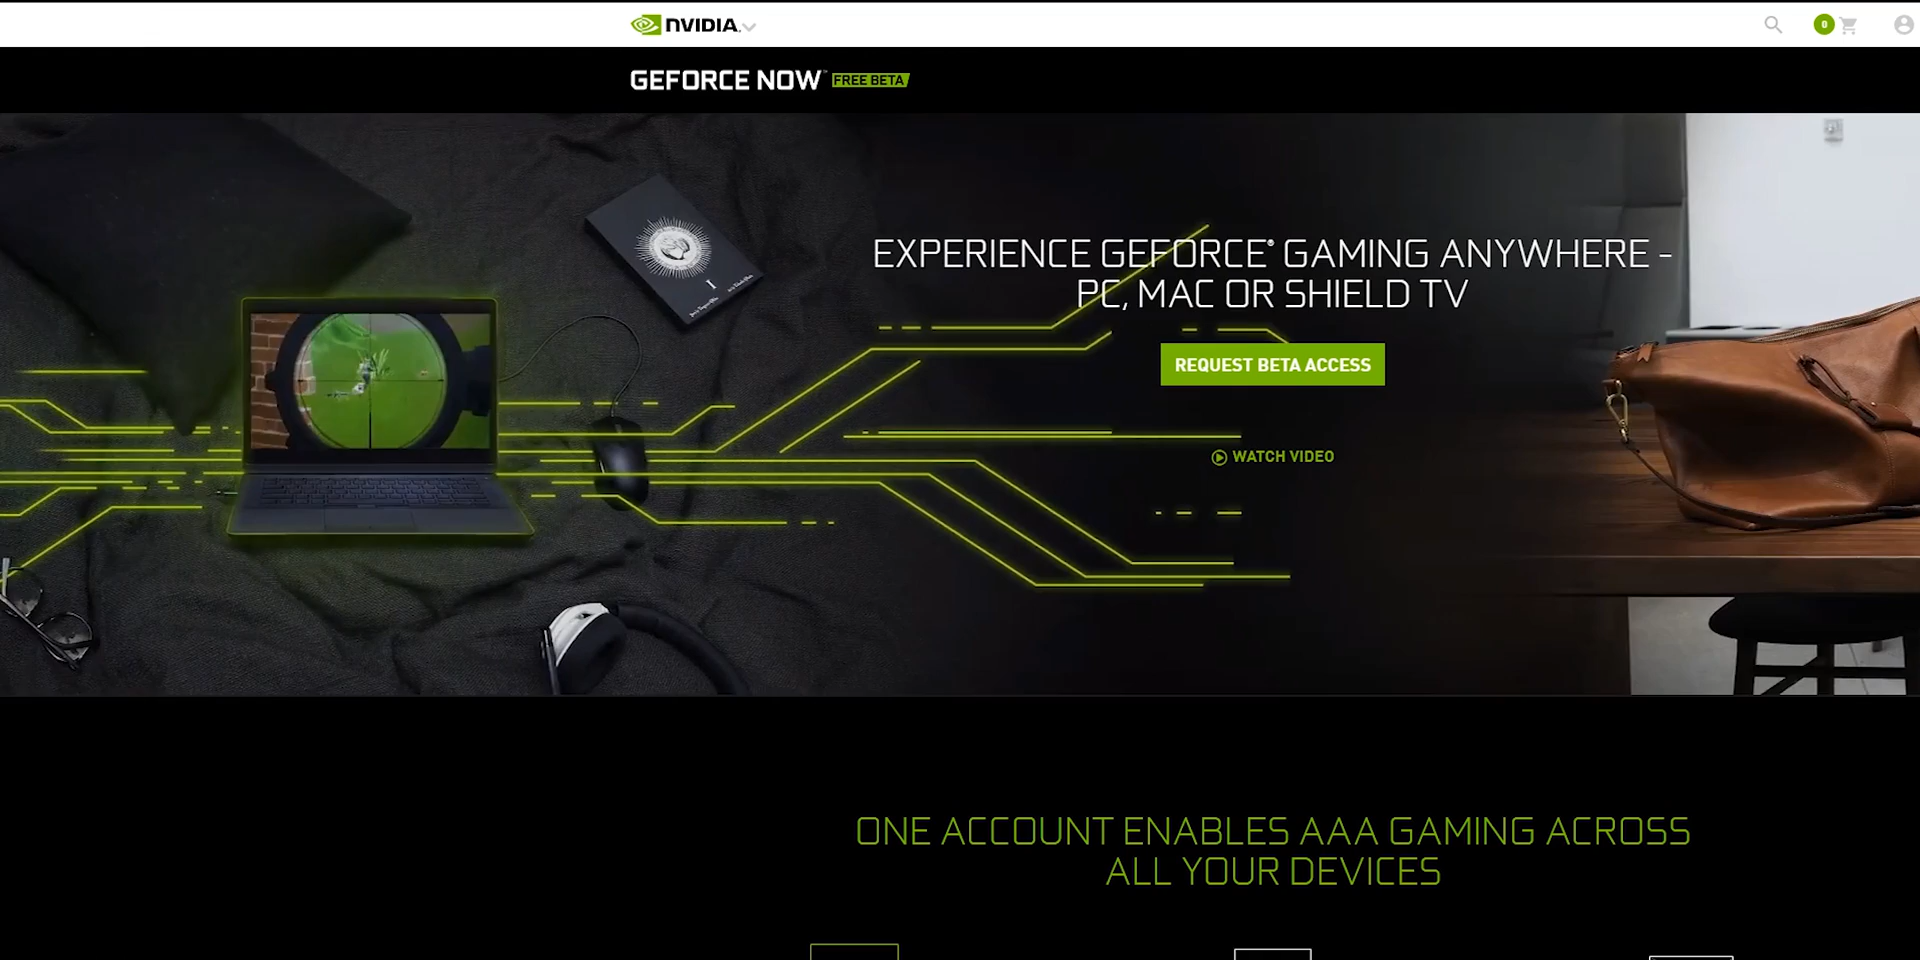 NVIDIA.
0
GEFORCE NOW™ FREE BETA
EXPERIENCE GEFORCE® GAMING ANYWHERE -
PC, MAC OR SHIELD TV
REQUEST BETA ACCESS
WATCH VIDEO
I
ONE ACCOUNT ENABLES AAA GAMING ACROSS
ALL YOUR DEVICES